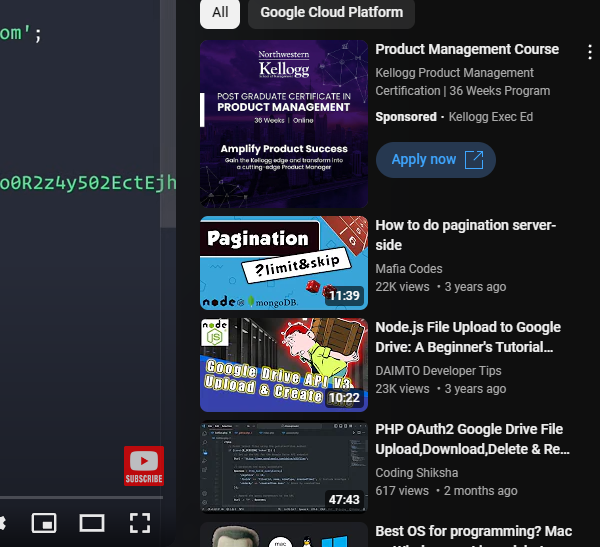 All
Google Cloud Platform
om';
o0R2z4y502EctEjh
SUBSCRIBE
Northwestern
Kellogg
POST GRADUATE CERTIFICATE IN
PRODUCT MANAGEMENT
36 Weeks | Online
Amplify Product Success
Gain the Kellogg edge and transform into
a cutting-edge Product Manager
Product Management Course
Kellogg Product Management
Certification | 36 Weeks Program
Sponsored · Kellogg Exec Ed
Apply now
Pagination
?limit&skip
node mongoDB.
11:39
How to do pagination server-
side
Mafia Codes
22K views · 3 years ago
node
JS
Google Drive API V3
Upload & Create
10:22
Node.js File Upload to Google
Drive: A Beginner's Tutorial...
DAIMTO Developer Tips
23K views · 3 years ago
47:43
PHP OAuth2 Google Drive File
Upload,Download,Delete & Re...
Coding Shiksha
617 views · 2 months ago
mac
Best OS for programming? Mac